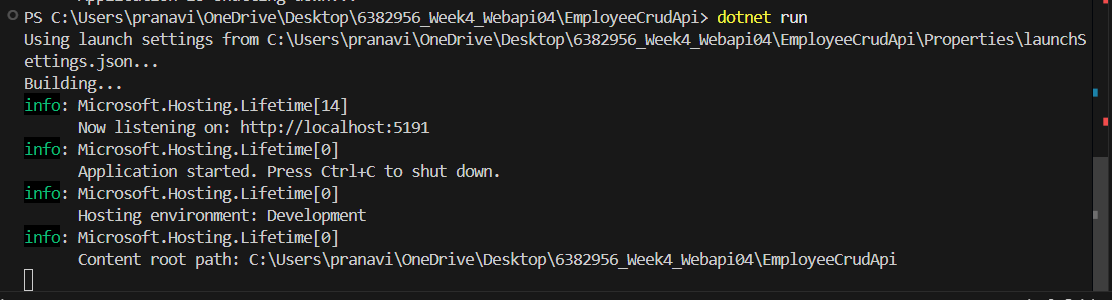 PS C:\Users\pranavi\OneDrive\Desktop\6382956_Week4_Webapi04\EmployeeCrudApi> dotnet run
Using launch settings from C:\Users\pranavi\OneDrive\Desktop\6382956_Week4_Webapi04\EmployeeCrudApi\Properties\launchS
ettings.json...
Building...
info: Microsoft.Hosting.Lifetime[14]
Now listening on: http://localhost:5191
info: Microsoft.Hosting.Lifetime[0]
Application started. Press Ctrl+C to shut down.
info: Microsoft.Hosting.Lifetime[0]
Hosting environment: Development
info: Microsoft.Hosting.Lifetime[0]
Content root path: C:\Users\pranavi\OneDrive\Desktop\6382956_Week4_Webapi04\EmployeeCrudApi